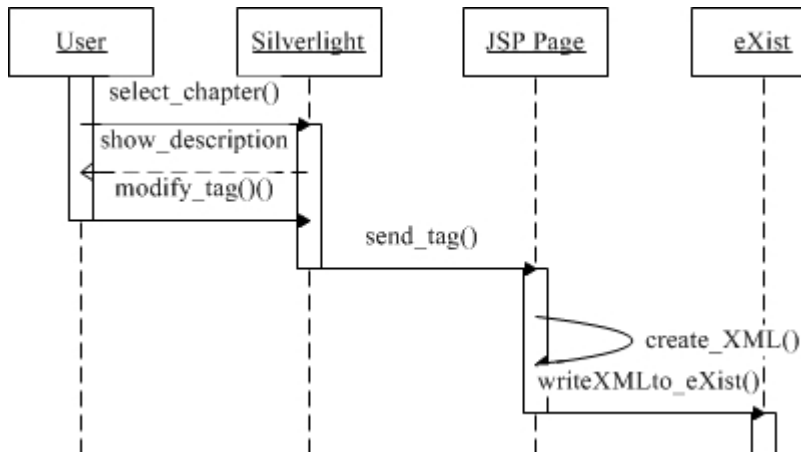 User
Silverlight
JSP Page
eXist
select_chapter()
show_description
modify_tag()()
send_tag()
create_XML()
writeXMLto_eXist()